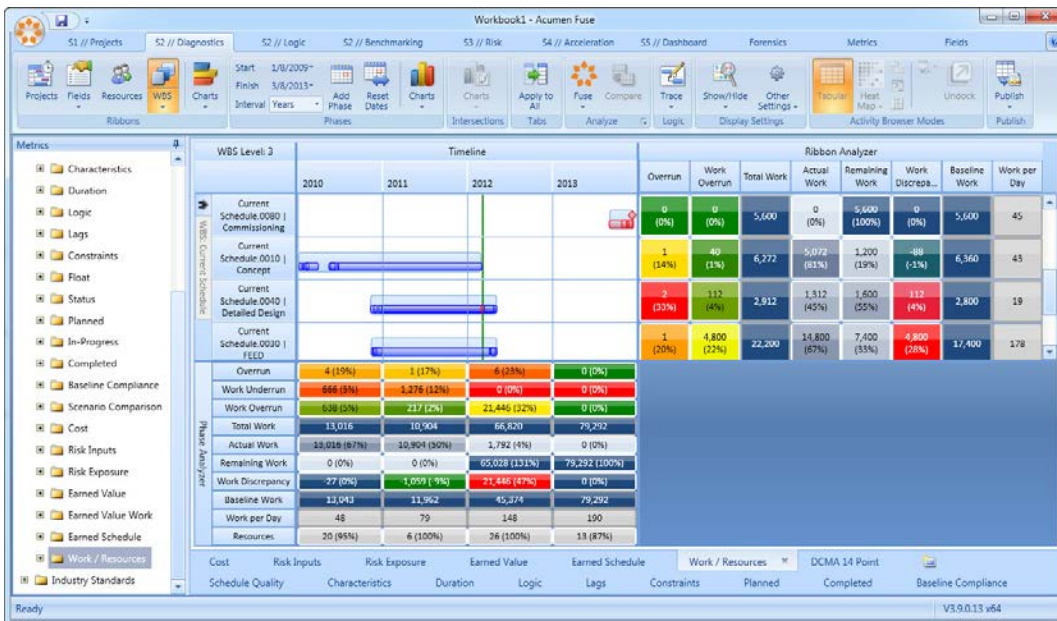 Workbook1 - Acumen Fuse
S1 // Projects S2 // Diagnostics S2 // Logic S2 // Benchmarking S3 // Risk S4 // Acceleration S5 // Dashboard Forensics Metrics Fields
Start 1/8/2009
Finish 3/8/2013
Interval Years
Projects Fields Resources WBS Charts Add Phase Reset Dates Charts Charts Apply to All Fuse Compare Trace Show/Hide Other Settings Tabular Heat Map Undock Publish
Ribbons Phases Intersections Tabs Analyze Logic Display Settings Activity Browser Modes Publish
Metrics
Characteristics
Duration
Logic
Lags
Constraints
Float
Status
Planned
In-Progress
Completed
Baseline Compliance
Scenario Comparison
Cost
Risk Inputs
Risk Exposure
Earned Value
Earned Value Work
Earned Schedule
Work / Resources
Industry Standards
WBS Level: 3 Timeline Ribbon Analyzer
2010 2011 2012 2013
Overrun Work Overrun Total Work Actual Work Remaining Work Work Discrepa... Baseline Work Work per Day
WBS: Current Schedule
Current Schedule.0080 | Commissioning
0 (0%) 0 (0%) 5,600 0 (0%) 5,600 (100%) 0 (0%) 5,600 45
Current Schedule.0010 | Concept
1 (14%) 40 (1%) 6,272 5,072 (81%) 1,200 (19%) -88 (-1%) 6,360 43
Current Schedule.0040 | Detailed Design
2 (33%) 112 (4%) 2,912 1,312 (45%) 1,600 (55%) 112 (4%) 2,800 19
Current Schedule.0030 | FEED
1 (20%) 4,800 (22%) 22,200 14,800 (67%) 7,400 (33%) 4,800 (28%) 17,400 178
Phase Analyzer
Overrun 4 (19%) 1 (17%) 6 (23%) 0 (0%)
Work Underrun 666 (5%) 1,276 (12%) 0 (0%) 0 (0%)
Work Overrun 638 (5%) 217 (2%) 21,446 (32%) 0 (0%)
Total Work 13,016 10,904 66,820 79,292
Actual Work 13,016 (67%) 10,904 (50%) 1,792 (4%) 0 (0%)
Remaining Work 0 (0%) 0 (0%) 65,028 (131%) 79,292 (100%)
Work Discrepancy -27 (0%) -1,059 (-9%) 21,446 (47%) 0 (0%)
Baseline Work 13,043 11,962 45,374 79,292
Work per Day 48 79 148 190
Resources 20 (95%) 6 (100%) 26 (100%) 13 (87%)
Cost Risk Inputs Risk Exposure Earned Value Earned Schedule Work / Resources DCMA 14 Point
Schedule Quality Characteristics Duration Logic Lags Constraints Planned Completed Baseline Compliance
Ready V3.9.0.13 x64